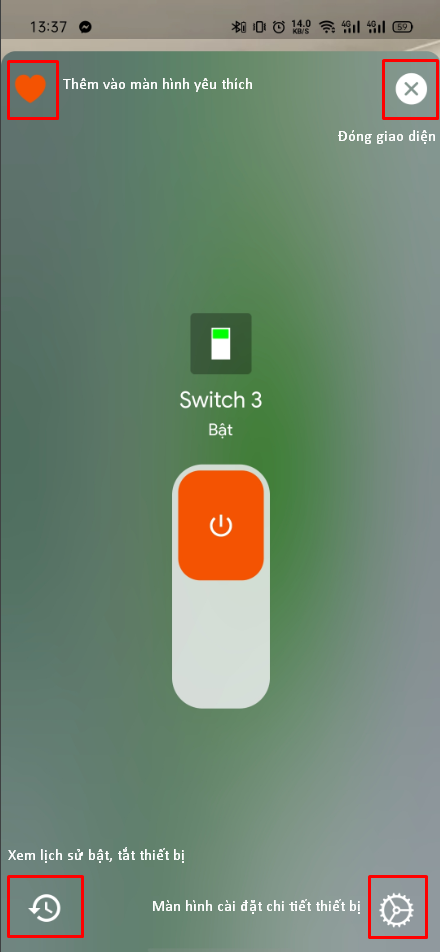 13:37 14.0 KB/S 4G 4G 59
Thêm vào màn hình yêu thích
Đóng giao diện
Switch 3
Bật
Xem lịch sử bật, tắt thiết bị
Màn hình cài đặt chi tiết thiết bị